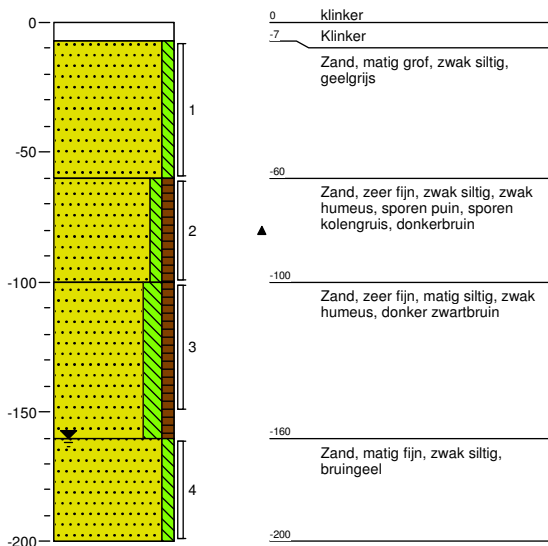 0
-50
-100
-150
-200
1
2
3
4
0 klinker
-7 Klinker
Zand, matig grof, zwak siltig,
geelgrijs
-60
Zand, zeer fijn, zwak siltig, zwak
humeus, sporen puin, sporen
kolengruis, donkerbruin
-100
Zand, zeer fijn, matig siltig, zwak
humeus, donker zwartbruin
-160
Zand, matig fijn, zwak siltig,
bruingeel
-200